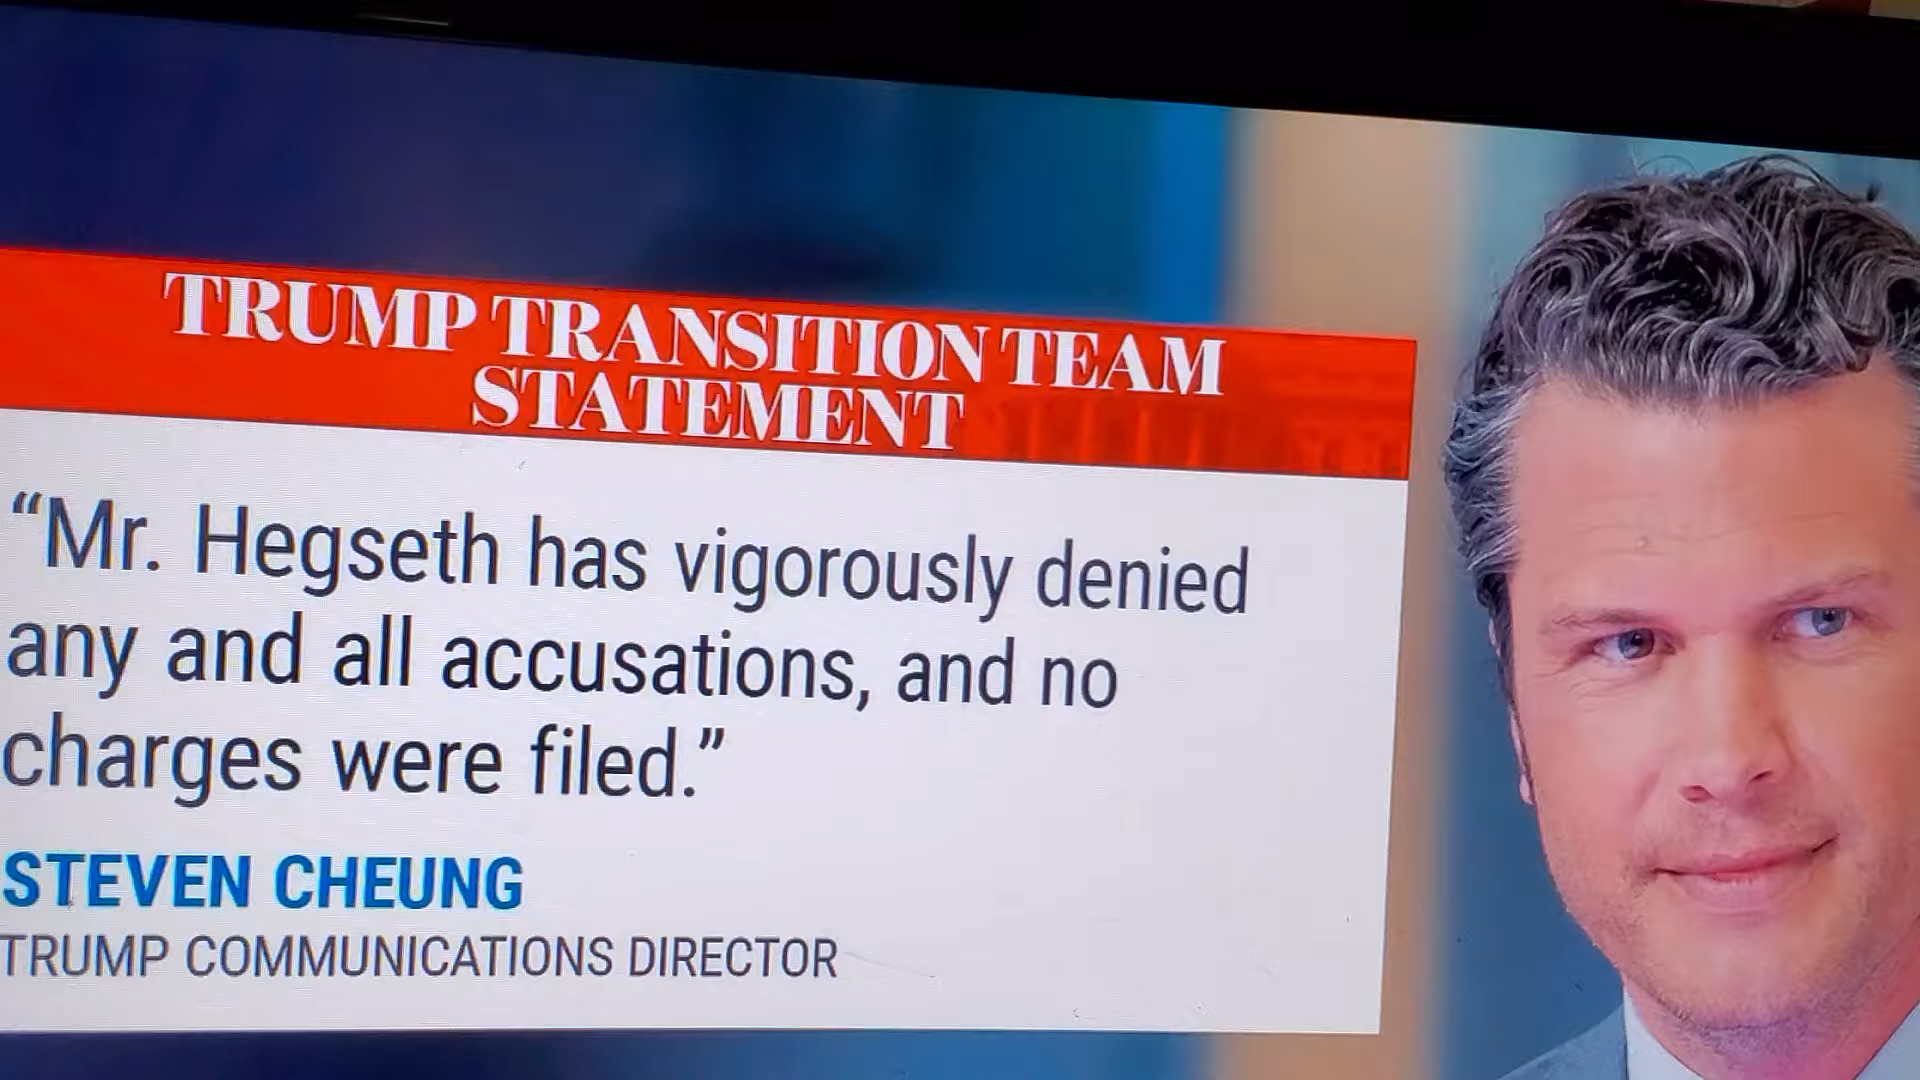 TRUMP TRANSITION TEAM
STATEMENT
“Mr. Hegseth has vigorously denied
any and all accusations, and no
charges were filed.”
STEVEN CHEUNG
TRUMP COMMUNICATIONS DIRECTOR